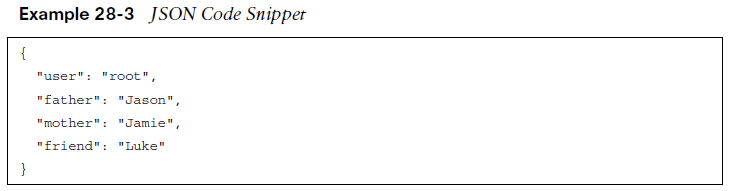 Example 28-3 JSON Code Snippet
{
"user": "root",
"father": "Jason",
"mother": "Jamie",
"friend": "Luke"
}